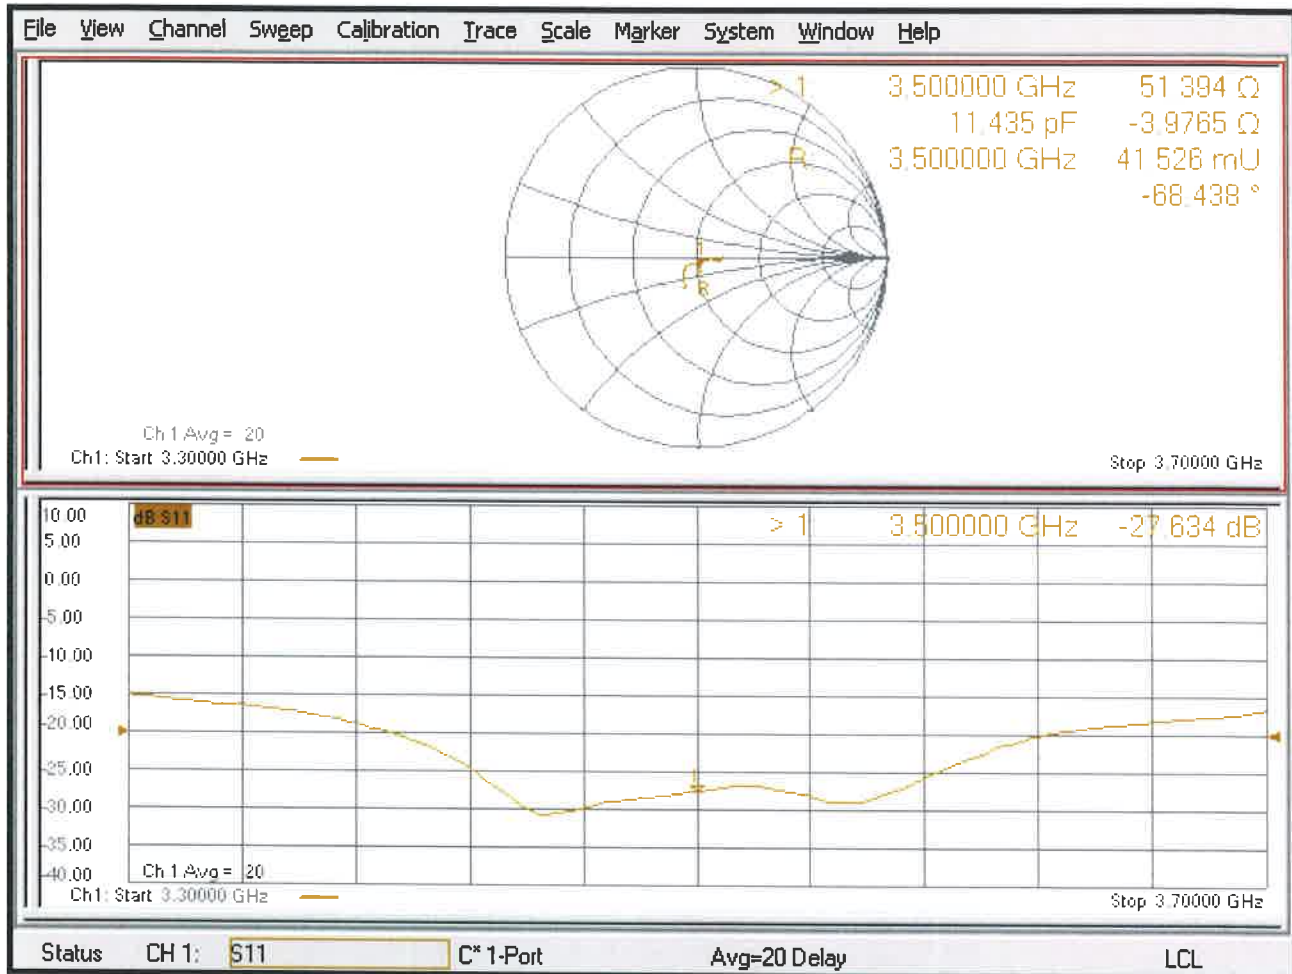 File View Channel Sweep Calibration Trace Scale Marker System Window Help
> 1 3.500000 GHz 51.394 Ω
11.435 pF -3.9765 Ω
R 3.500000 GHz 41.526 mU
-68.438 °
1
R
Ch 1 Avg = 20
Ch1: Start 3.30000 GHz Stop 3.70000 GHz
10.00 dB S11 > 1 3.500000 GHz -27.634 dB
5.00
0.00
-5.00
-10.00
-15.00
-20.00
-25.00
1
-30.00
-35.00
-40.00 Ch 1 Avg = 20
Ch1: Start 3.30000 GHz Stop 3.70000 GHz
Status CH 1: S11 C* 1-Port Avg=20 Delay LCL